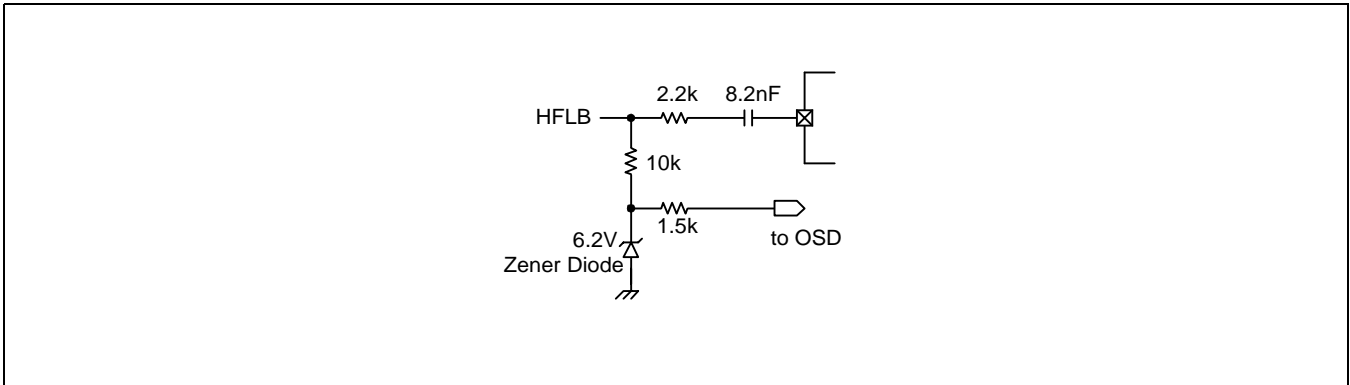 2.2k 8.2nF
HFLB
10k
1.5k
to OSD
6.2V
Zener Diode